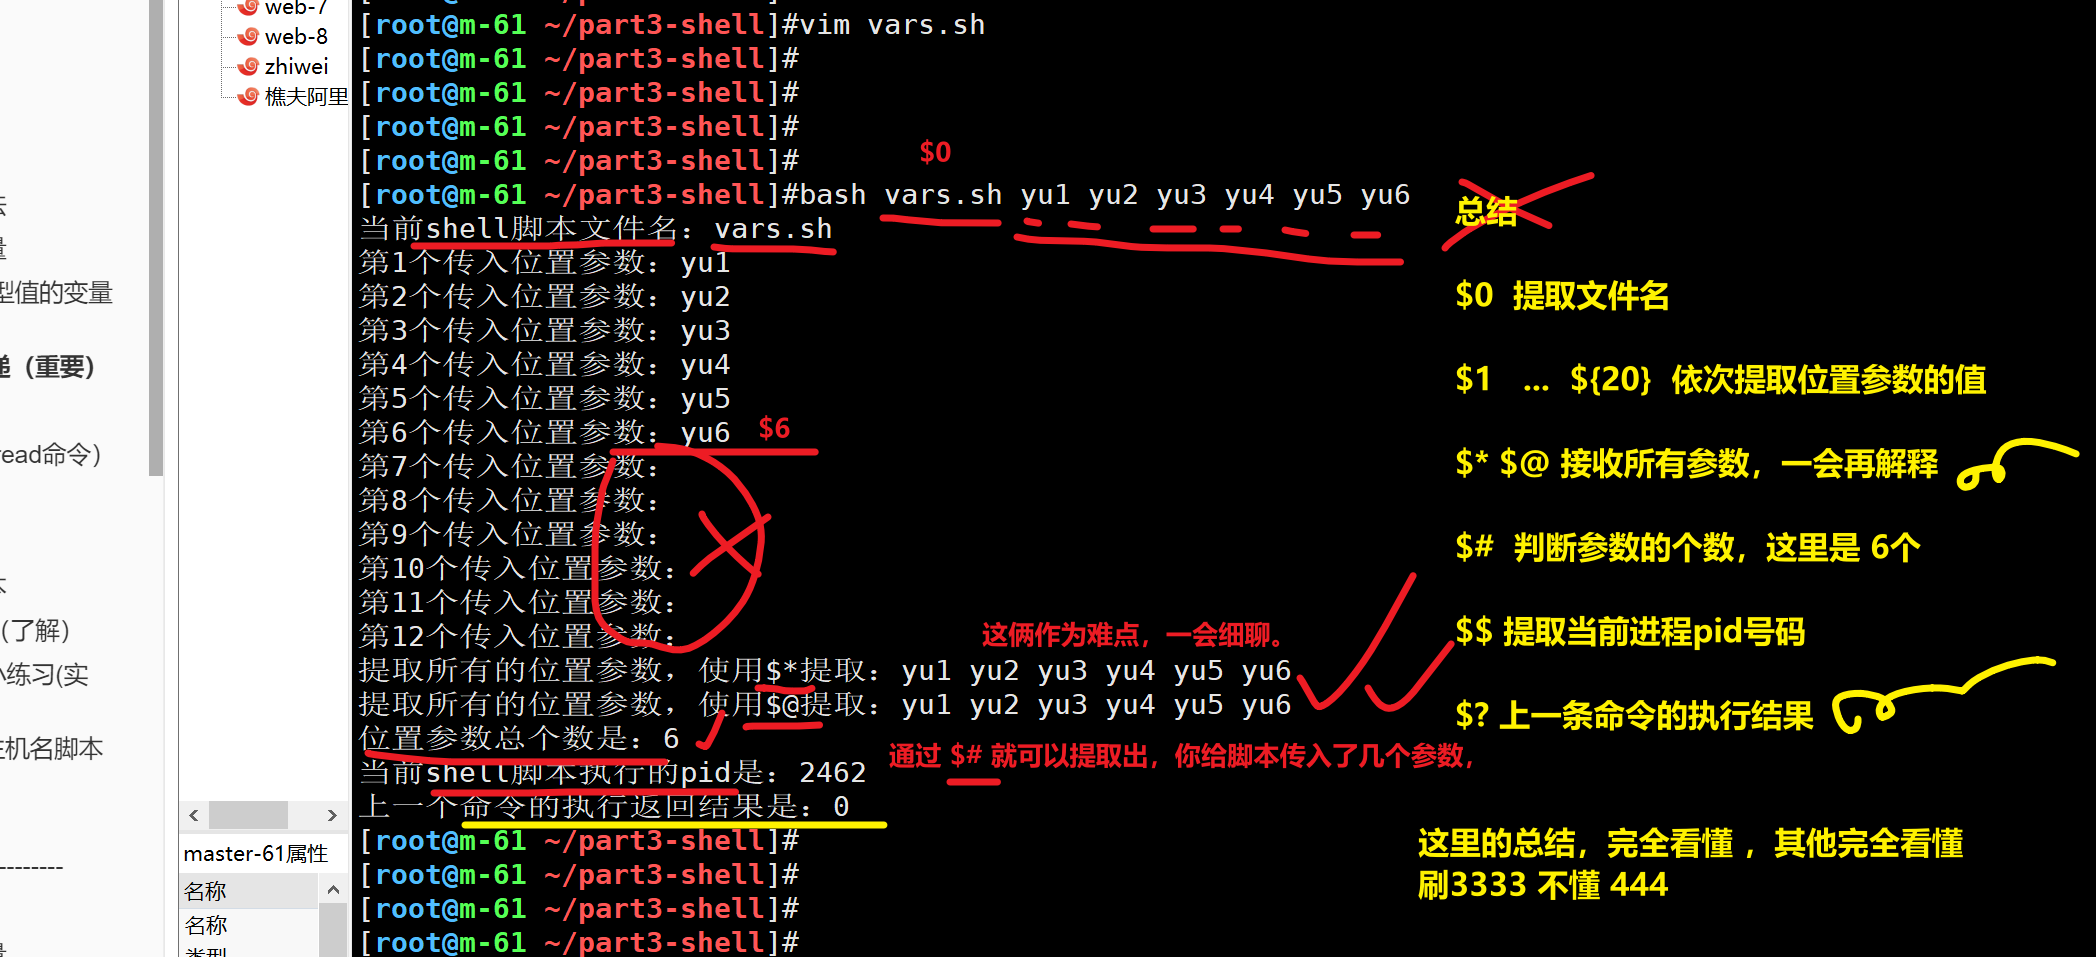 web-7
web-8
zhiwei
樵夫阿里
去
量
型值的变量
递（重要）
read命令）
本
（了解）
小练习(实
主机名脚本
--------
量
master-61属性
名称
名称
类型
[root@m-61 ~/part3-shell]#vim vars.sh
[root@m-61 ~/part3-shell]#
[root@m-61 ~/part3-shell]#
[root@m-61 ~/part3-shell]#
[root@m-61 ~/part3-shell]#
$0
[root@m-61 ~/part3-shell]#bash vars.sh yu1 yu2 yu3 yu4 yu5 yu6
当前shell脚本文件名：vars.sh
第1个传入位置参数：yu1
第2个传入位置参数：yu2
第3个传入位置参数：yu3
第4个传入位置参数：yu4
第5个传入位置参数：yu5
第6个传入位置参数：yu6 $6
第7个传入位置参数：
第8个传入位置参数：
第9个传入位置参数：
第10个传入位置参数：
第11个传入位置参数：
第12个传入位置参数：
这俩作为难点，一会细聊。
提取所有的位置参数，使用$*提取：yu1 yu2 yu3 yu4 yu5 yu6
提取所有的位置参数，使用$@提取：yu1 yu2 yu3 yu4 yu5 yu6
位置参数总个数是：6
通过 $# 就可以提取出，你给脚本传入了几个参数，
当前shell脚本执行的pid是：2462
上一个命令的执行返回结果是：0
[root@m-61 ~/part3-shell]#
[root@m-61 ~/part3-shell]#
[root@m-61 ~/part3-shell]#
[root@m-61 ~/part3-shell]#
总结
$0 提取文件名
$1 ... ${20} 依次提取位置参数的值
$* $@ 接收所有参数，一会再解释
$# 判断参数的个数，这里是 6个
$$ 提取当前进程pid号码
$? 上一条命令的执行结果
这里的总结，完全看懂 ，其他完全看懂
刷3333 不懂 444